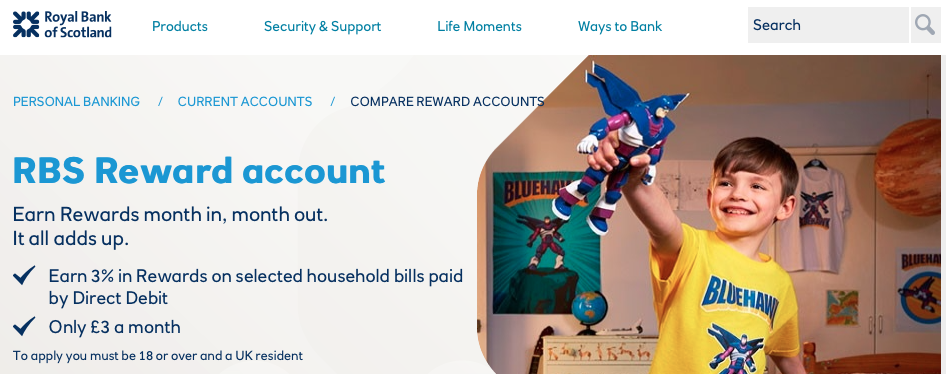 Royal Bank
of Scotland
Products
Security & Support
Life Moments
Ways to Bank
Search
PERSONAL BANKING / CURRENT ACCOUNTS / COMPARE REWARD ACCOUNTS
RBS Reward account
Earn Rewards month in, month out.
It all adds up.
Earn 3% in Rewards on selected household bills paid
by Direct Debit
Only £3 a month
To apply you must be 18 or over and a UK resident
BLUEHAWK
BLUEHAWK